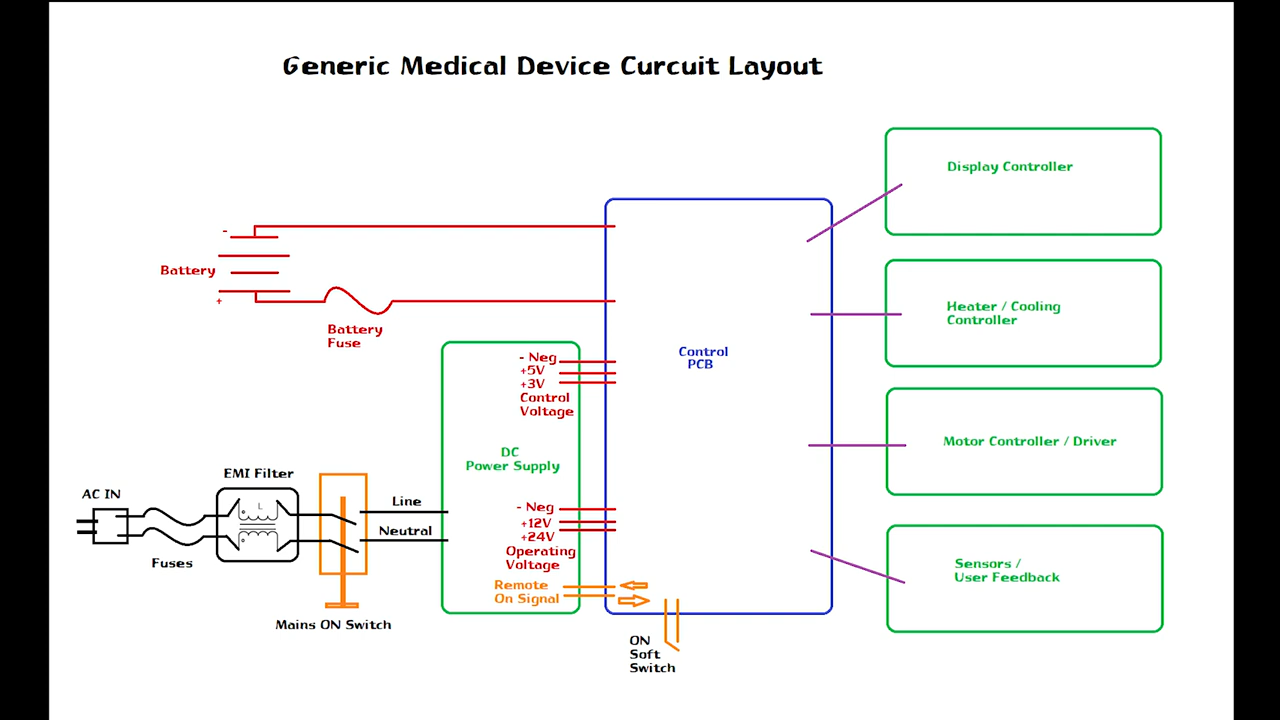 Generic Medical Device Curcuit Layout
Display Controller
-
Battery
+
Battery
Fuse
Heater / Cooling
Controller
Control
PCB
- Neg
+5V
+3V
Control
Voltage
DC
Power Supply
Motor Controller / Driver
EMI Filter
AC IN
L
Line
Neutral
Fuses
- Neg
+12V
+24V
Operating
Voltage
Remote
On Signal
Sensors /
User Feedback
Mains ON Switch
ON
Soft
Switch